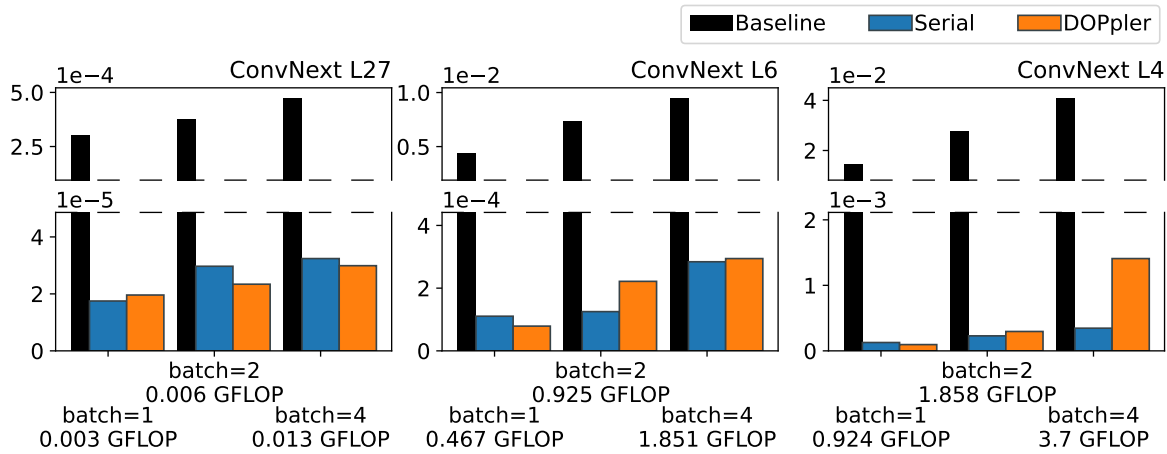 Baseline Serial DOPpler
1e−4 ConvNext L27
5.0
2.5
1e−5
4
2
0
batch=2
0.006 GFLOP
batch=1 batch=4
0.003 GFLOP 0.013 GFLOP
1e−2 ConvNext L6
1.0
0.5
1e−4
4
2
0
batch=2
0.925 GFLOP
batch=1 batch=4
0.467 GFLOP 1.851 GFLOP
1e−2 ConvNext L4
4
2
1e−3
2
1
0
batch=2
1.858 GFLOP
batch=1 batch=4
0.924 GFLOP 3.7 GFLOP